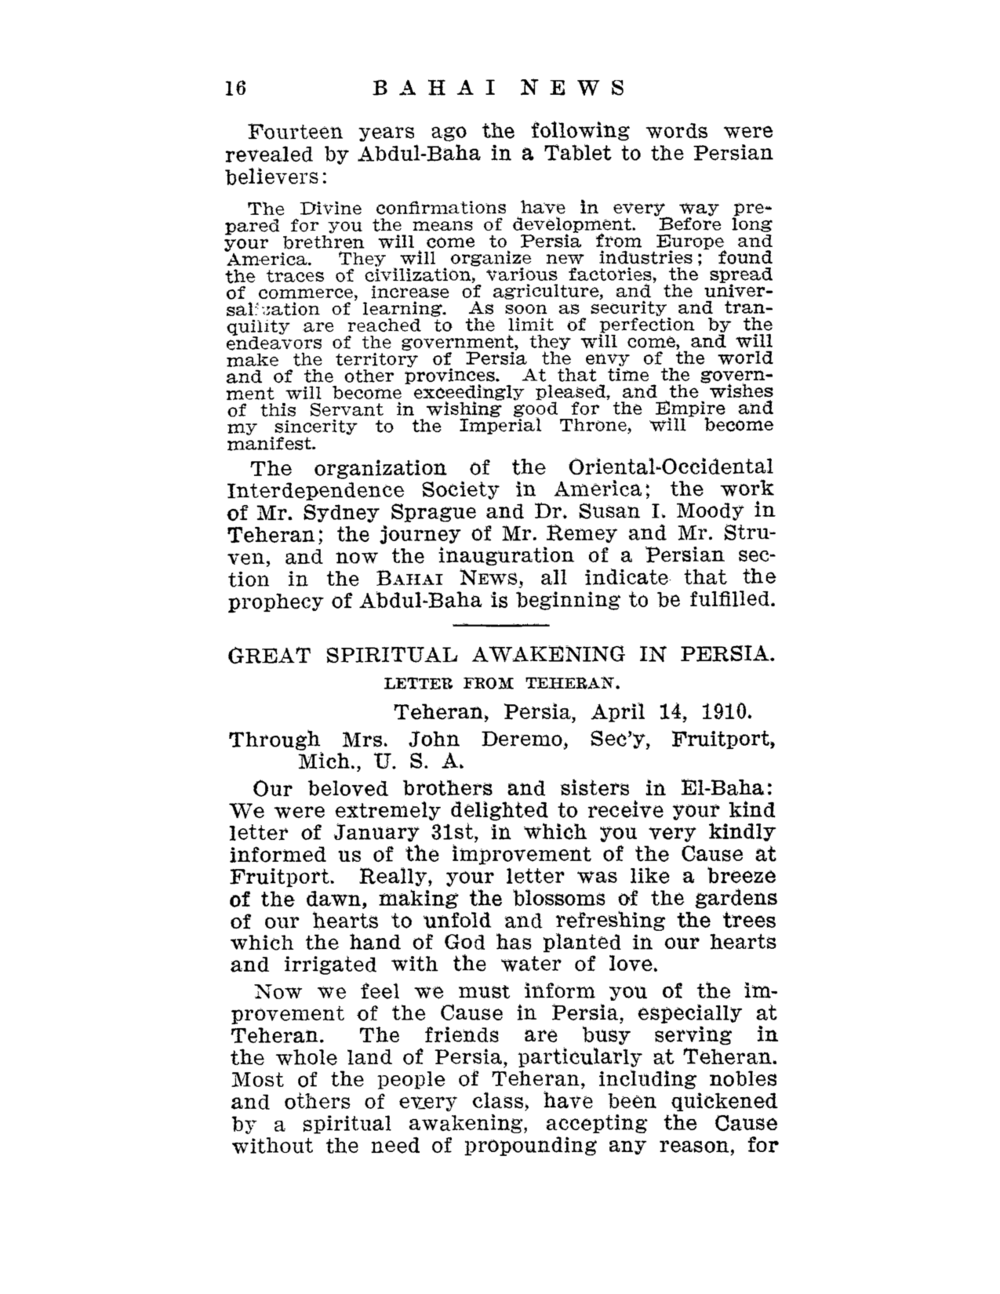 16 BAHAI NEWS
Fourteen years ago the following words were
revealed by Abdul-Baha in a Tablet to the Persian
believers:
The Divine confirmations have in every way pre-
pared for you the means of development. Before long
your brethren will come to Persia from Europe and
America. They will organize new industries; found
the traces of civilization, various factories, the spread
of commerce, increase of agriculture, and the univer-
salization of learning. As soon as security and tran-
quility are reached to the limit of perfection by the
endeavors of the government, they will come, and will
make the territory of Persia the envy of the world
and of the other provinces. At that time the govern-
ment will become exceedingly pleased, and the wishes
of this Servant in wishing good for the Empire and
my sincerity to the Imperial Throne, will become
manifest.
The organization of the Oriental-Occidental
Interdependence Society in America; the work
of Mr. Sydney Sprague and Dr. Susan I. Moody in
Teheran; the journey of Mr. Remey and Mr. Stru-
ven, and now the inauguration of a Persian sec-
tion in the BAHAI NEWS, all indicate that the
prophecy of Abdul-Baha is beginning to be fulfilled.
GREAT SPIRITUAL AWAKENING IN PERSIA.
LETTER FROM TEHERAN.
Teheran, Persia, April 14, 1910.
Through Mrs. John Deremo, Sec'y, Fruitport,
Mich., U. S. A.
Our beloved brothers and sisters in El-Baha:
We were extremely delighted to receive your kind
letter of January 31st, in which you very kindly
informed us of the improvement of the Cause at
Fruitport. Really, your letter was like a breeze
of the dawn, making the blossoms of the gardens
of our hearts to unfold and refreshing the trees
which the hand of God has planted in our hearts
and irrigated with the water of love.
Now we feel we must inform you of the im-
provement of the Cause in Persia, especially at
Teheran. The friends are busy serving in
the whole land of Persia, particularly at Teheran.
Most of the people of Teheran, including nobles
and others of every class, have been quickened
by a spiritual awakening, accepting the Cause
without the need of propounding any reason, for